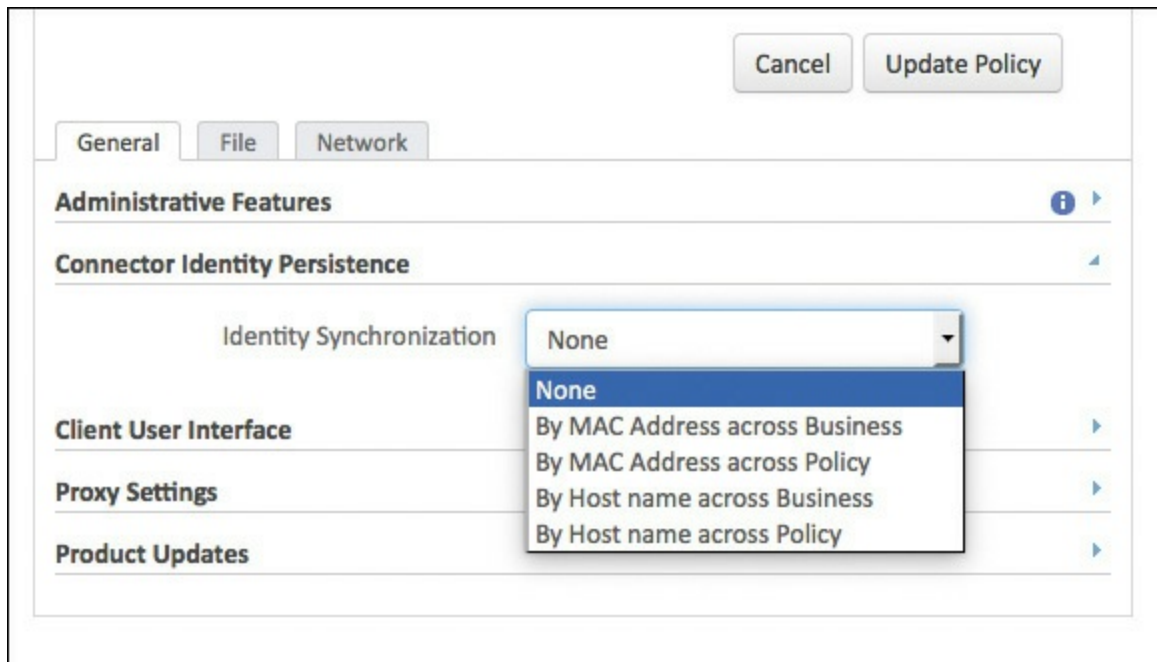 Cancel Update Policy
General File Network
Administrative Features
Connector Identity Persistence
Identity Synchronization None
None
By MAC Address across Business
By MAC Address across Policy
By Host name across Business
By Host name across Policy
Client User Interface
Proxy Settings
Product Updates